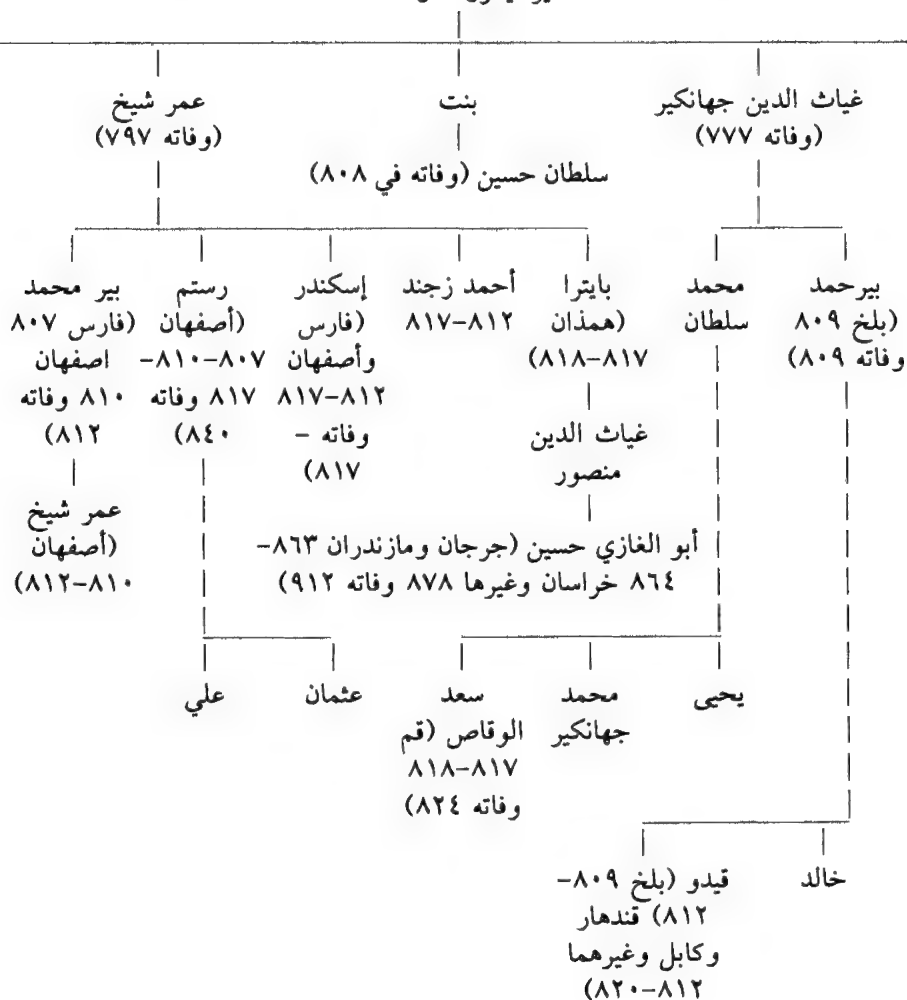 غياث الدين جهانكير
(وفاته ٧٧٧)
بنت
سلطان حسين (وفاته في ٨٠٨)
عمر شيخ
(وفاته ٧٩٧)
بيرحمد
(بلخ ٨٠٩
وفاته ٨٠٩)
محمد
سلطان
بايترا
(همذان
٨١٧–٨١٨)
أحمد زجند
٨١٢–٨١٧
إسكندر
(فارس
وأصفهان
٨١٢–٨١٧
وفاته –
٨١٧)
رستم
(أصفهان
٨٠٧–٨١٠–
٨١٧ وفاته
٨٤٠)
بير محمد
(فارس ٨٠٧
اصفهان
٨١٠ وفاته
٨١٢)
غياث الدين
منصور
عمر شيخ
(أصفهان
٨١٠–٨١٢)
أبو الغازي حسين (جرجان ومازندران ٨٦٣–
٨٦٤ خراسان وغيرها ٨٧٨ وفاته ٩١٢)
يحيى
محمد
جهانكير
سعد
الوقاص (قم
٨١٧–٨١٨
وفاته ٨٢٤)
عثمان
علي
خالد
قيدو (بلخ ٨٠٩–
٨١٢) قندهار
وكابل وغيرهما
٨١٢–٨٢٠)